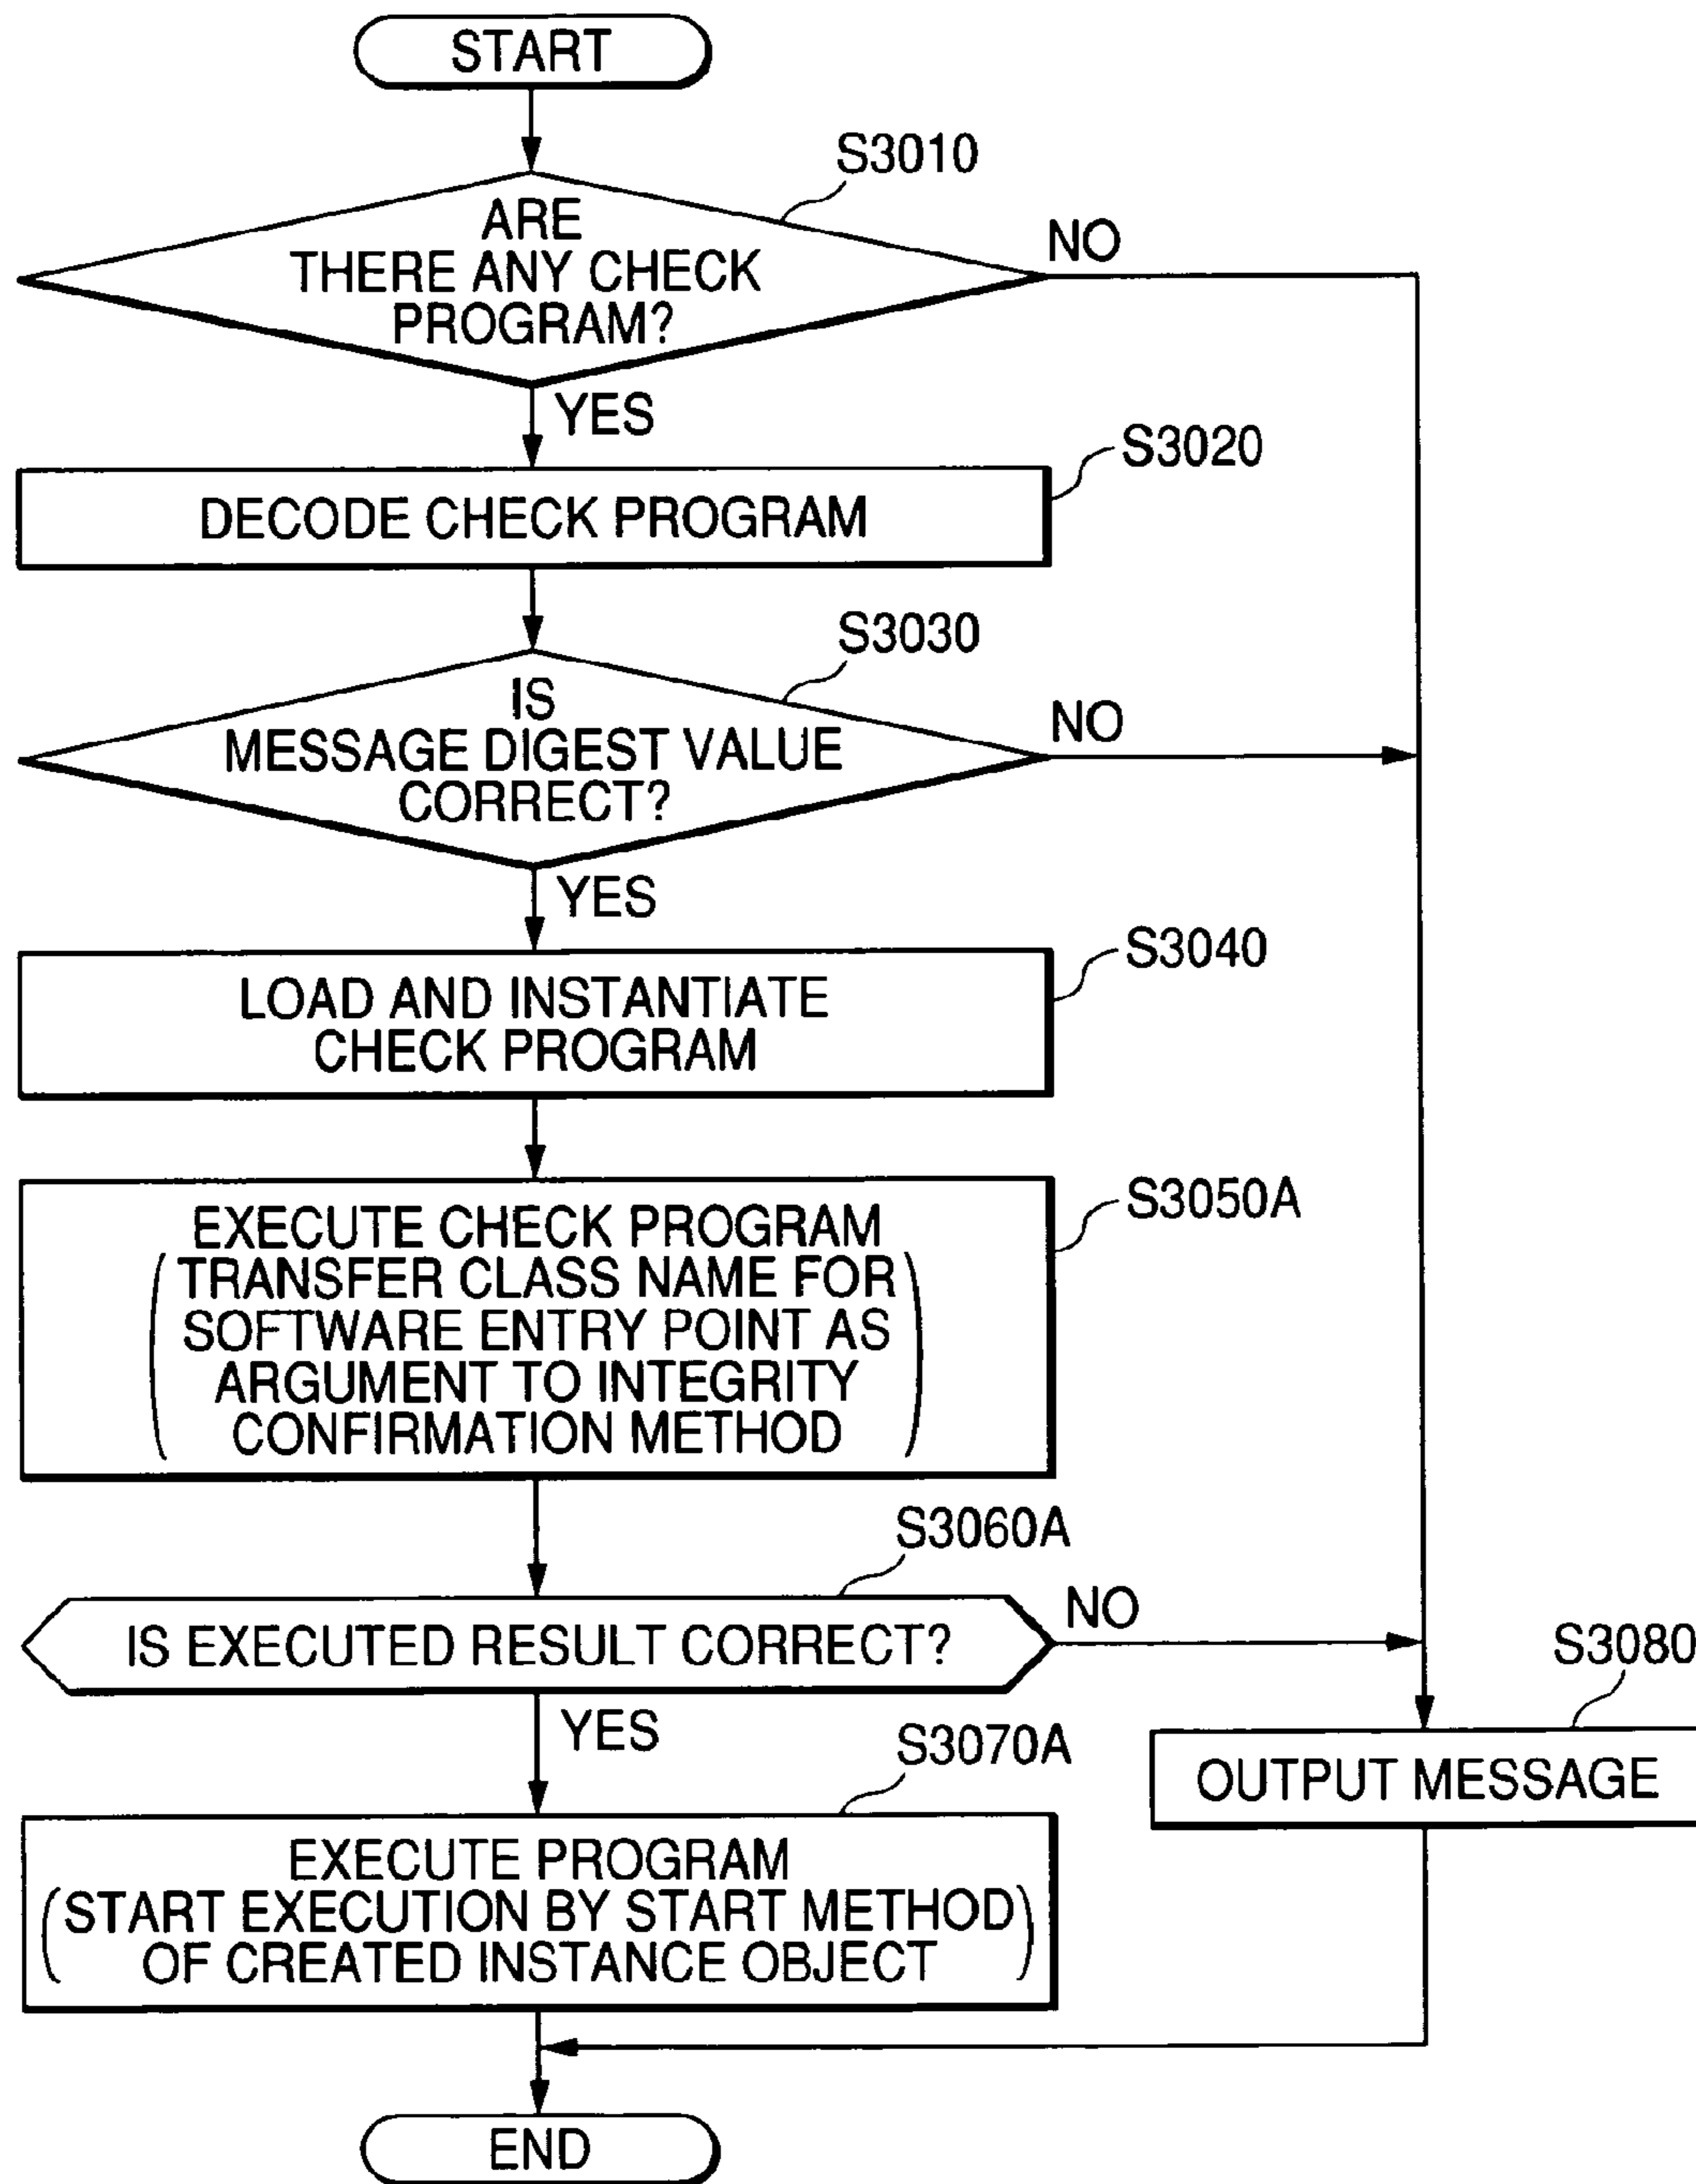 START
S3010
ARE
THERE ANY CHECK
PROGRAM?
NO
YES
S3020
DECODE CHECK PROGRAM
S3030
IS
MESSAGE DIGEST VALUE
CORRECT?
NO
YES
S3040
LOAD AND INSTANTIATE
CHECK PROGRAM
S3050A
EXECUTE CHECK PROGRAM
(TRANSFER CLASS NAME FOR
SOFTWARE ENTRY POINT AS
ARGUMENT TO INTEGRITY
CONFIRMATION METHOD)
S3060A
IS EXECUTED RESULT CORRECT?
NO
YES
S3080
OUTPUT MESSAGE
S3070A
EXECUTE PROGRAM
(START EXECUTION BY START METHOD
OF CREATED INSTANCE OBJECT)
END